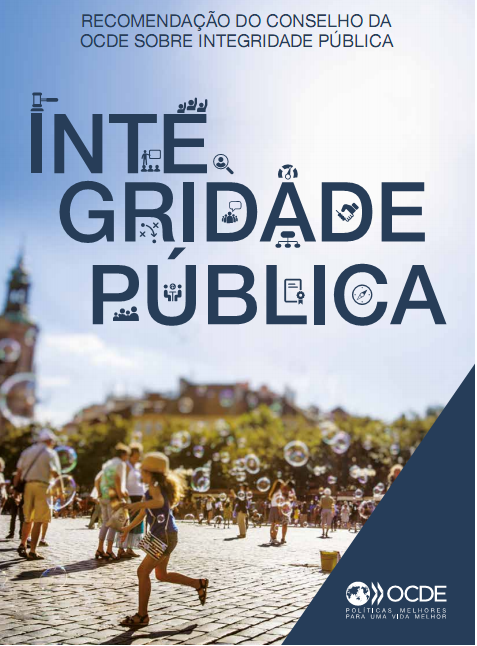 RECOMENDAÇÃO DO CONSELHO DA
OCDE SOBRE INTEGRIDADE PÚBLICA
INTE
GRIDADE
PÚBLICA
OCDE
POLÍTICAS MELHORES
PARA UMA VIDA MELHOR